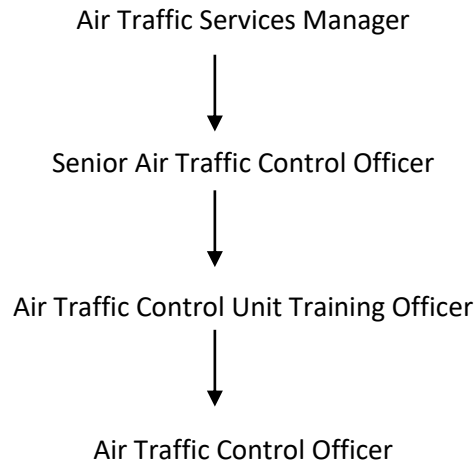 Air Traffic Services Manager
Senior Air Traffic Control Officer
Air Traffic Control Unit Training Officer
Air Traffic Control Officer